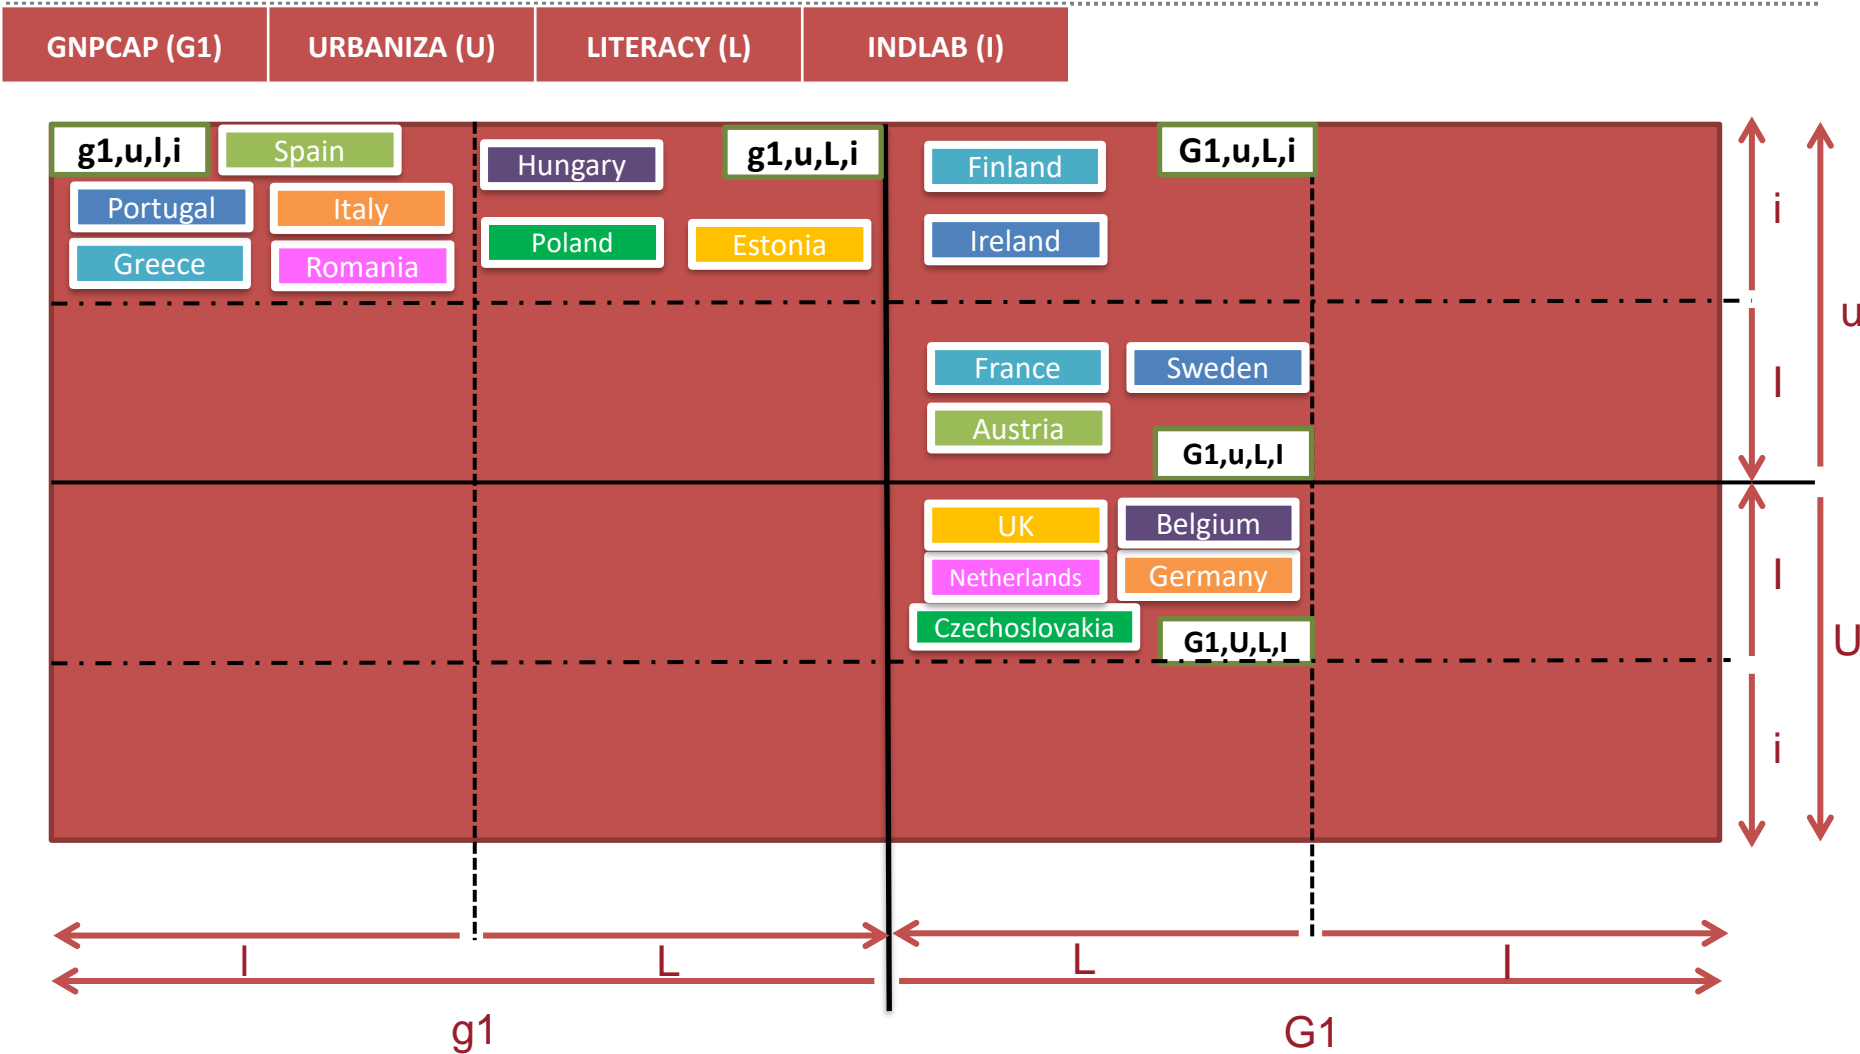 GNPCAP (G1) URBANIZA (U) LITERACY (L) INDLAB (I)
g1,u,l,i Spain Hungary g1,u,L,i Finland G1,u,L,i
Portugal Italy i
Poland Estonia Ireland
Greece Romania
u
France Sweden I
Austria
G1,u,L,I
UK Belgium
Netherlands Germany I
Czechoslovakia G1,U,L,I U
i
l L L l
g1 G1